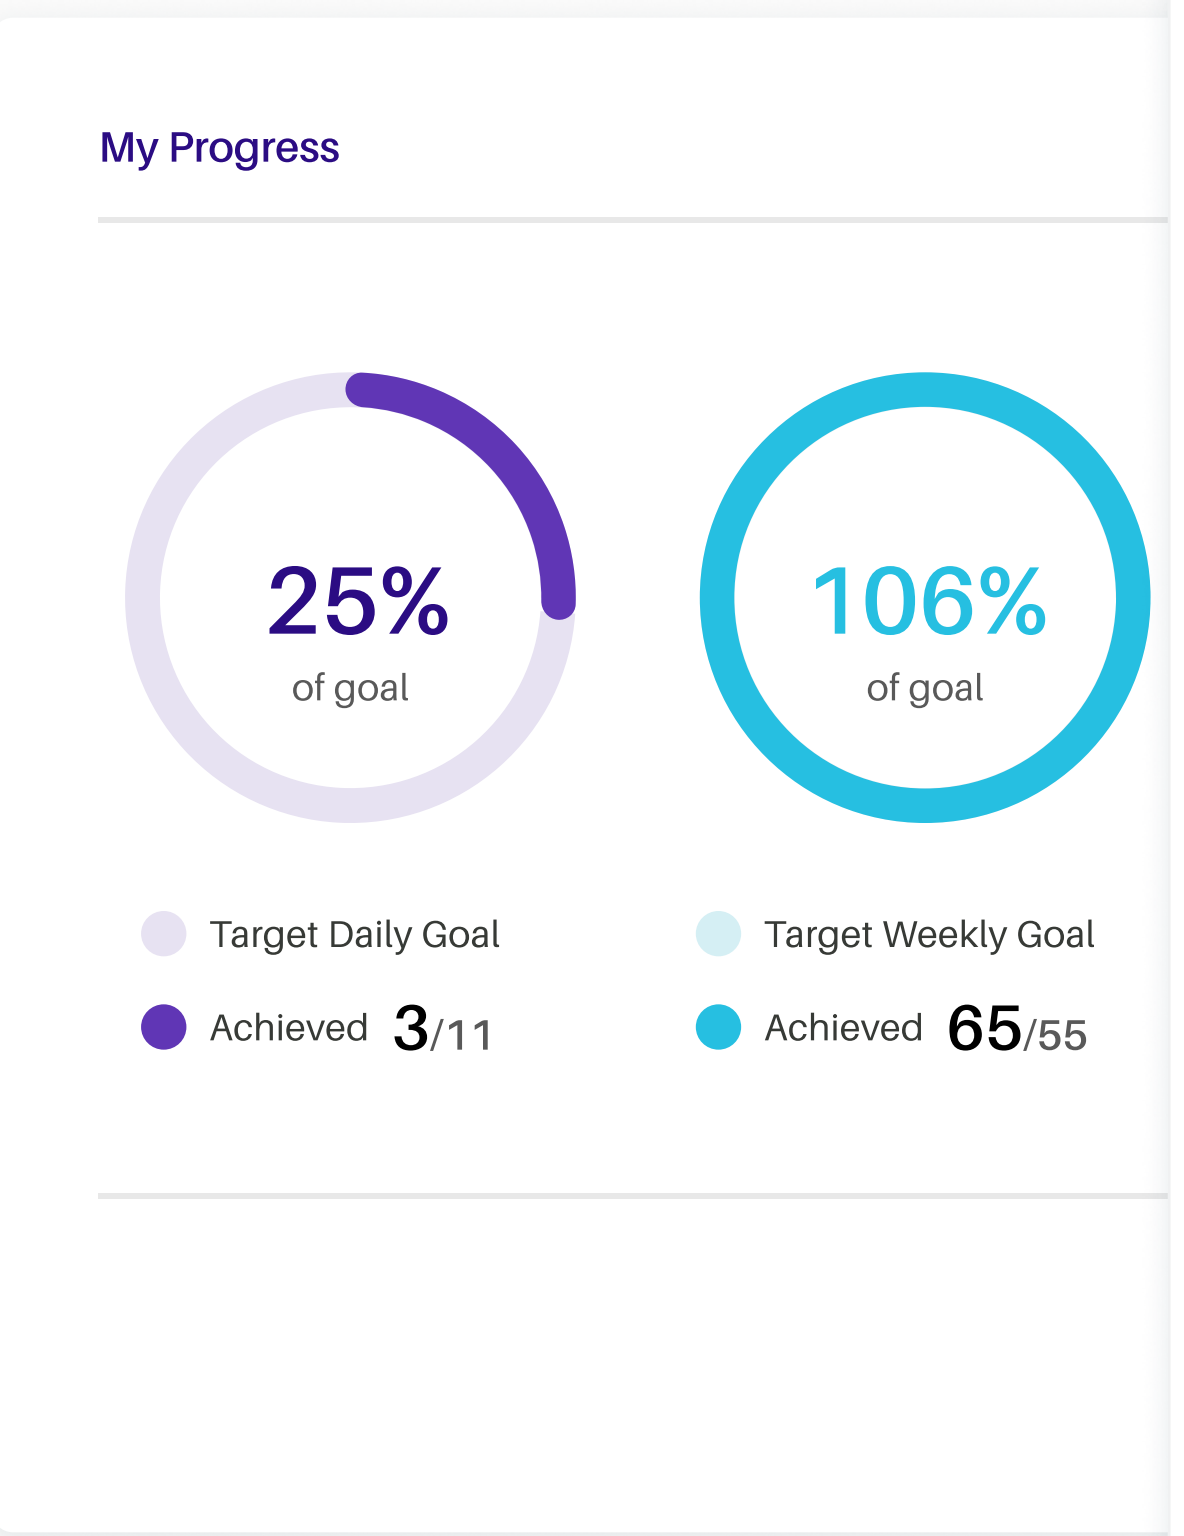 My Progress
25%
of goal
106%
of goal
Target Daily Goal
Achieved 3/11
Target Weekly Goal
Achieved 65/55